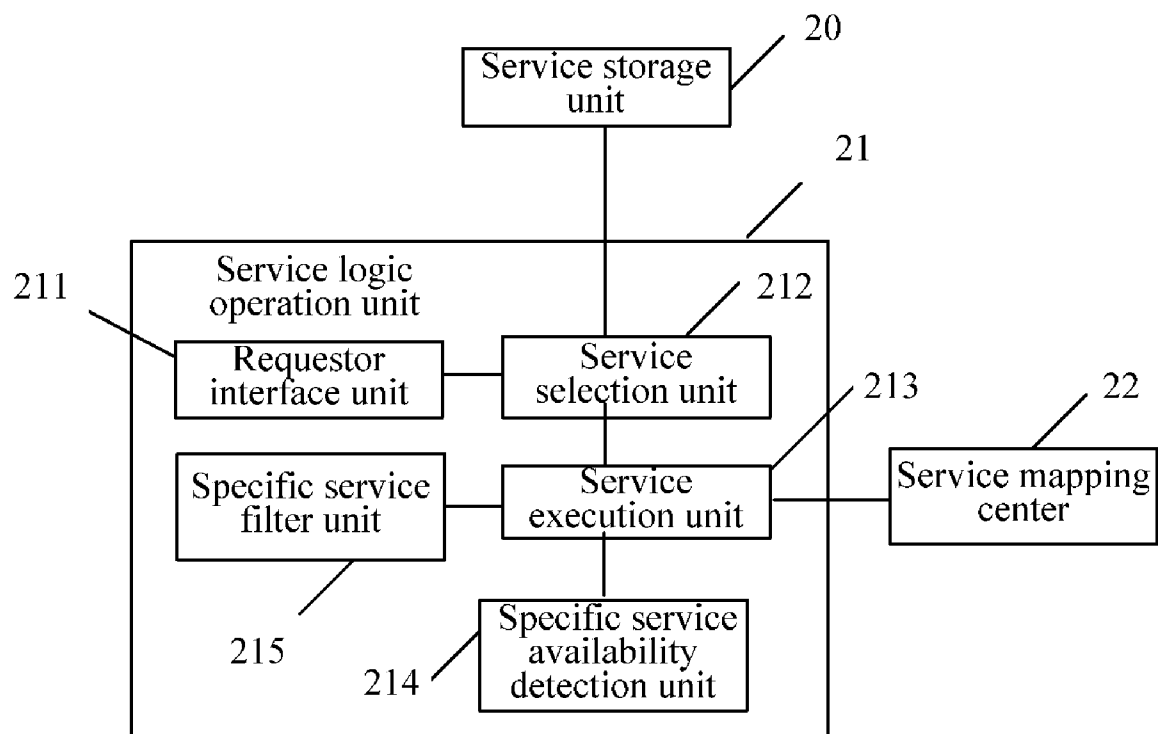 20
Service storage
unit
21
Service logic
operation unit
211
212
Requestor
interface unit
Service
selection unit
213
22
Specific service
filter unit
Service
execution unit
Service mapping
center
215
214
Specific service
availability
detection unit